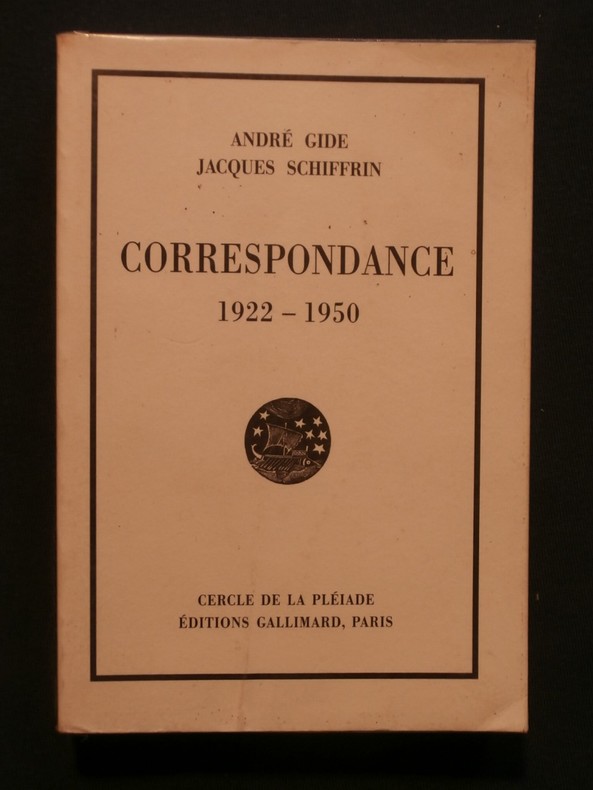 ANDRÉ GIDE
JACQUES SCHIFFRIN
CORRESPONDANCE
1922 – 1950
CERCLE DE LA PLÉIADE
ÉDITIONS GALLIMARD, PARIS